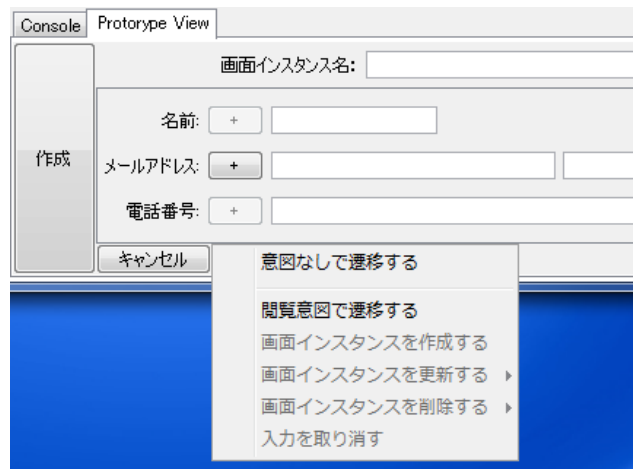 Console Protorype View
画面インスタンス名:
名前: +
作成
メールアドレス: +
電話番号: +
キャンセル
意図なしで遷移する
閲覧意図で遷移する
画面インスタンスを作成する
画面インスタンスを更新する
画面インスタンスを削除する
入力を取り消す